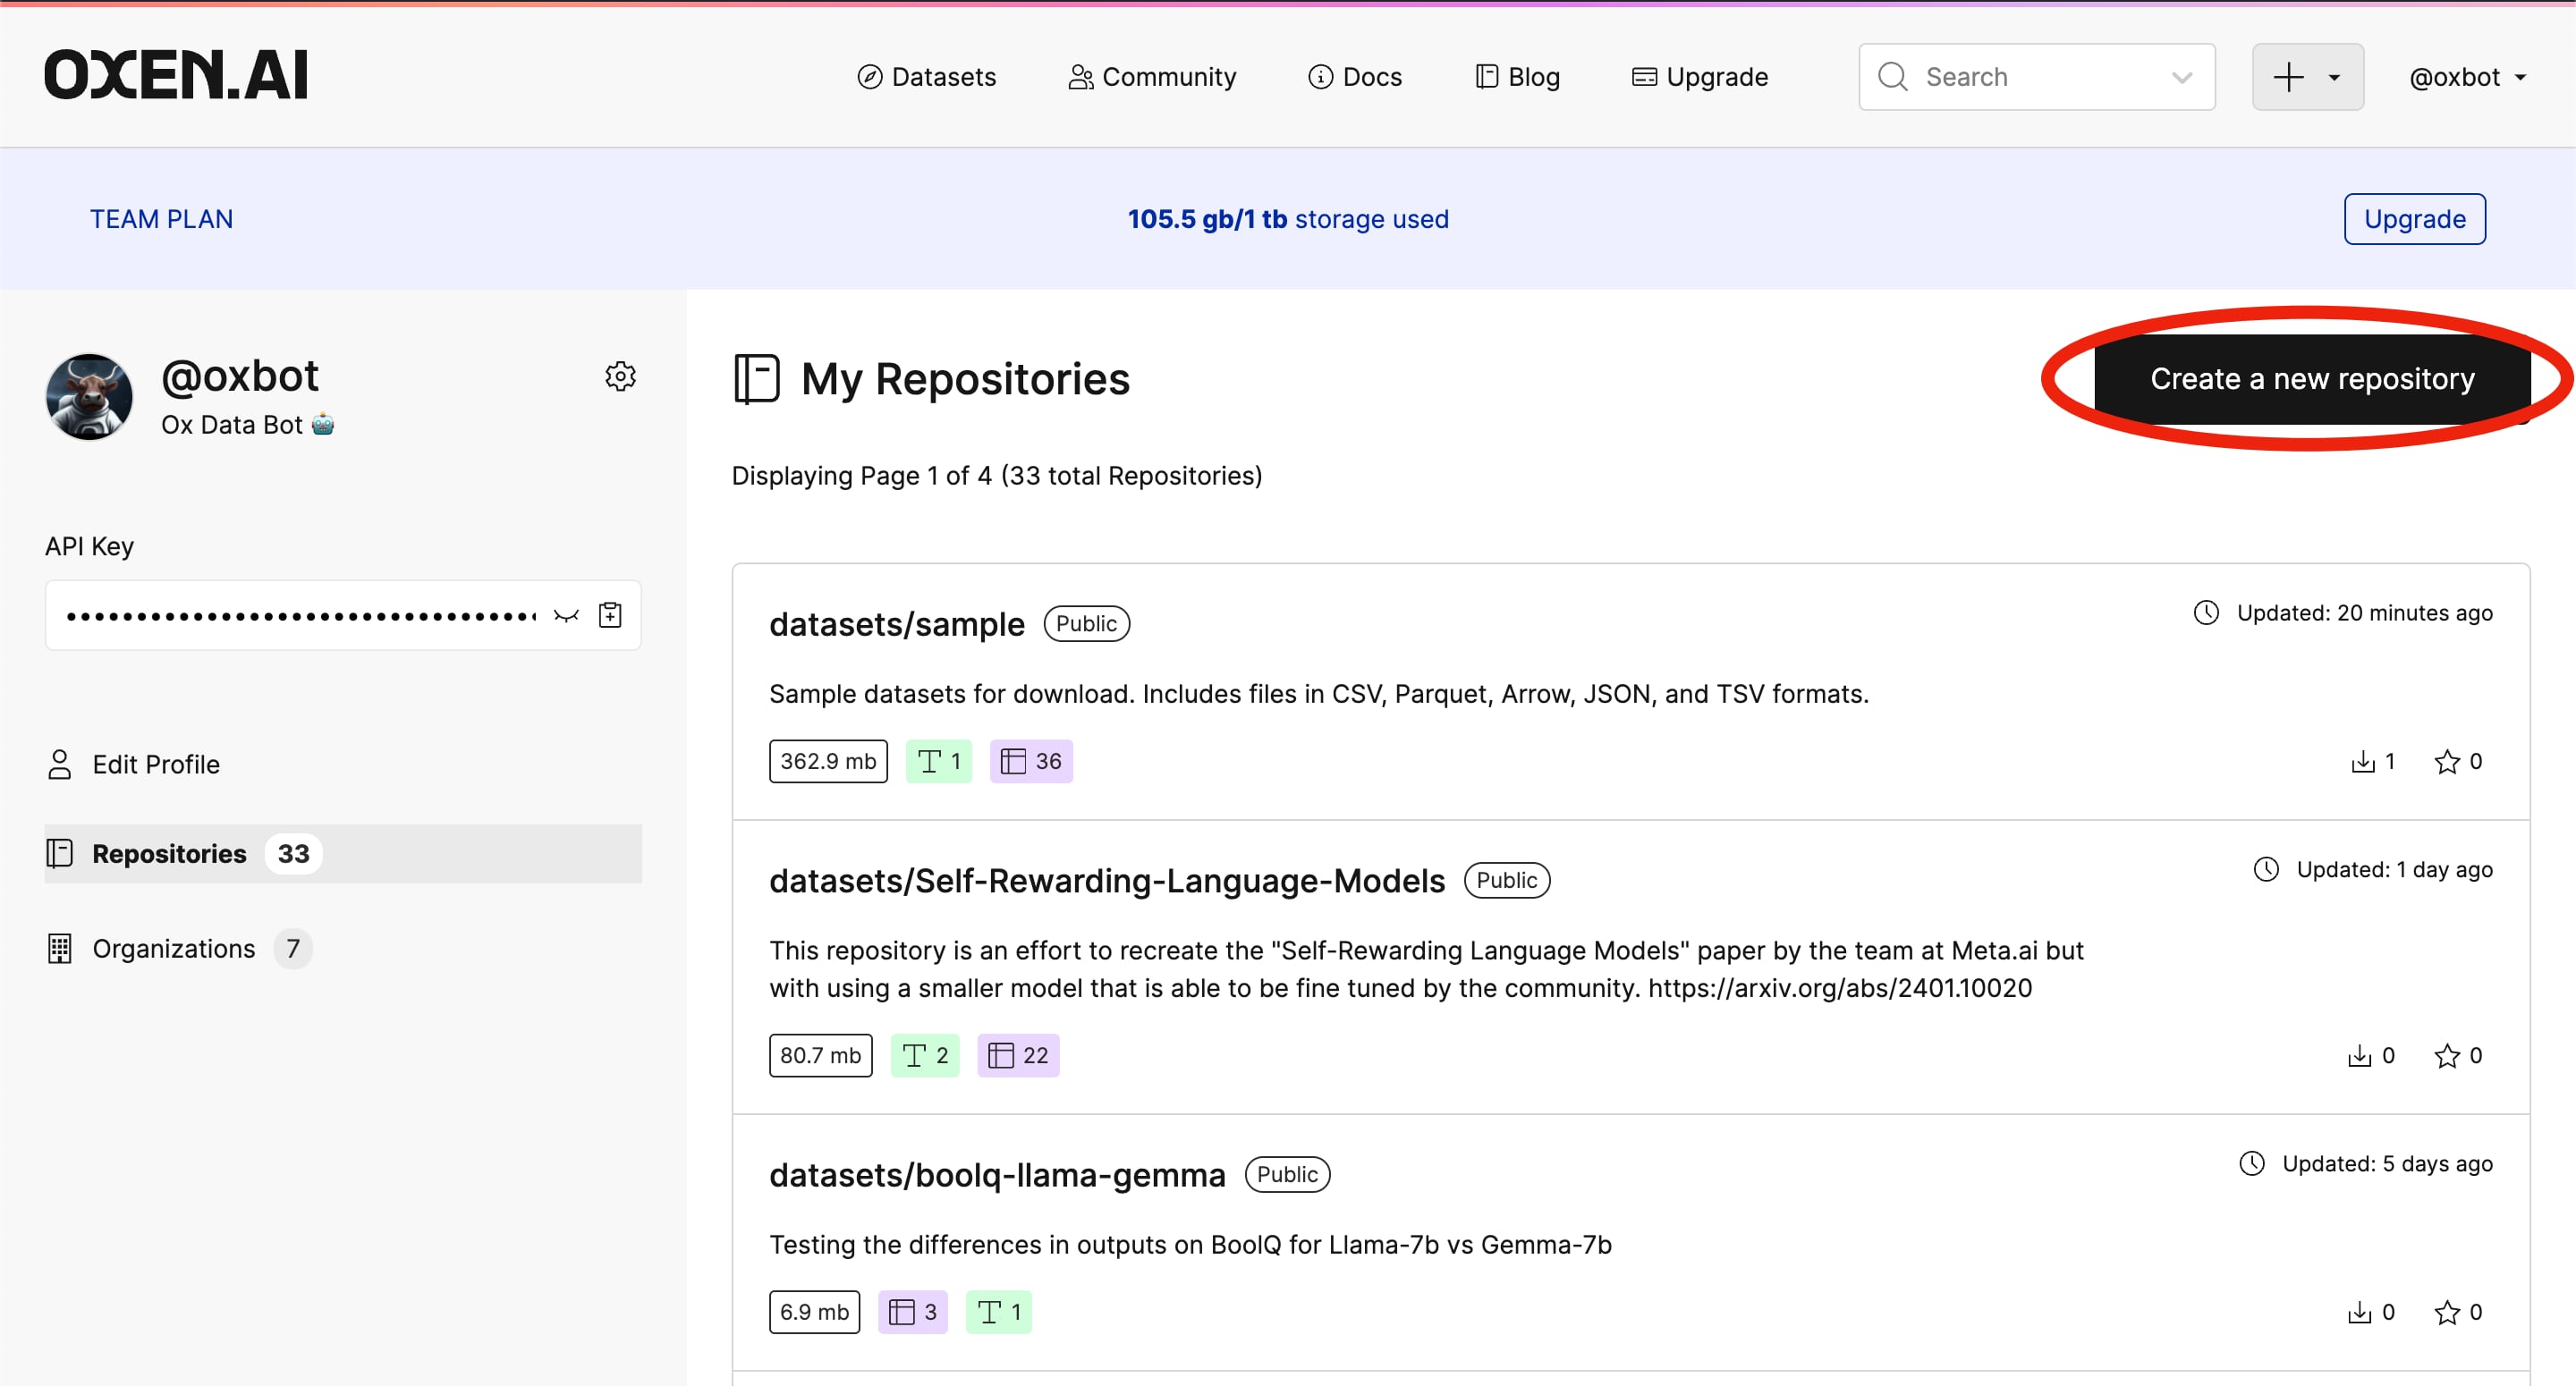 OXEN.AI
Datasets
Community
Docs
Blog
Upgrade
Search
@oxbot
TEAM PLAN
105.5 gb/1 tb storage used
Upgrade
@oxbot
Ox Data Bot
API Key
Edit Profile
Repositories 33
Organizations 7
My Repositories
Create a new repository
Displaying Page 1 of 4 (33 total Repositories)
datasets/sample Public
Updated: 20 minutes ago
Sample datasets for download. Includes files in CSV, Parquet, Arrow, JSON, and TSV formats.
362.9 mb 1 36
1 0
datasets/Self-Rewarding-Language-Models Public
Updated: 1 day ago
This repository is an effort to recreate the "Self-Rewarding Language Models" paper by the team at Meta.ai but
with using a smaller model that is able to be fine tuned by the community. https://arxiv.org/abs/2401.10020
80.7 mb 2 22
0 0
datasets/boolq-llama-gemma Public
Updated: 5 days ago
Testing the differences in outputs on BoolQ for Llama-7b vs Gemma-7b
6.9 mb 3 1
0 0